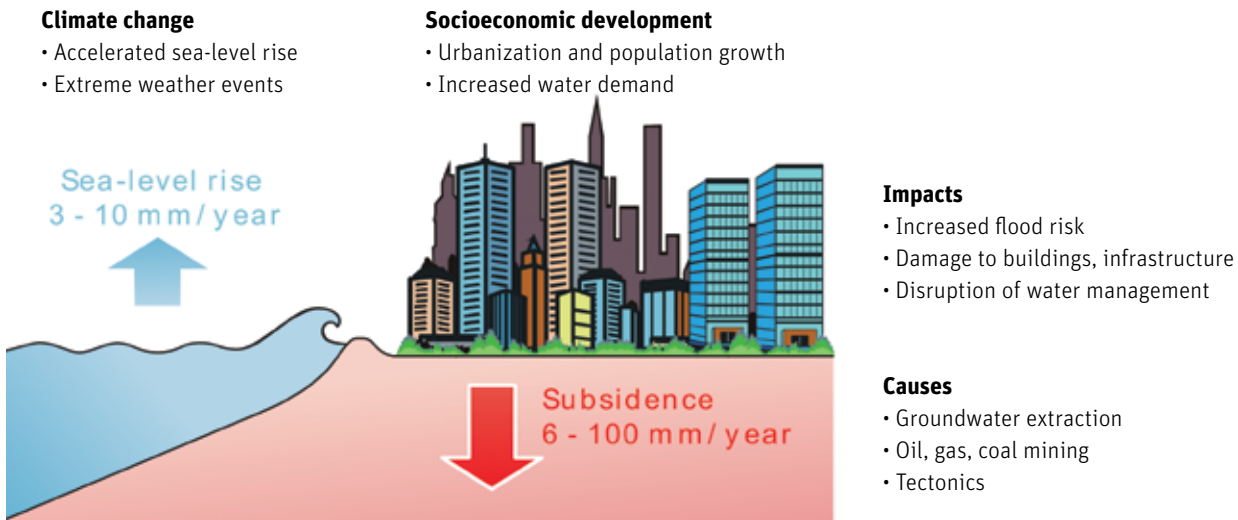 Climate change
• Accelerated sea-level rise
• Extreme weather events
Socioeconomic development
• Urbanization and population growth
• Increased water demand
Sea-level rise
3 - 10 mm/year
Impacts
• Increased flood risk
• Damage to buildings, infrastructure
• Disruption of water management
Subsidence
6 - 100 mm/year
Causes
• Groundwater extraction
• Oil, gas, coal mining
• Tectonics